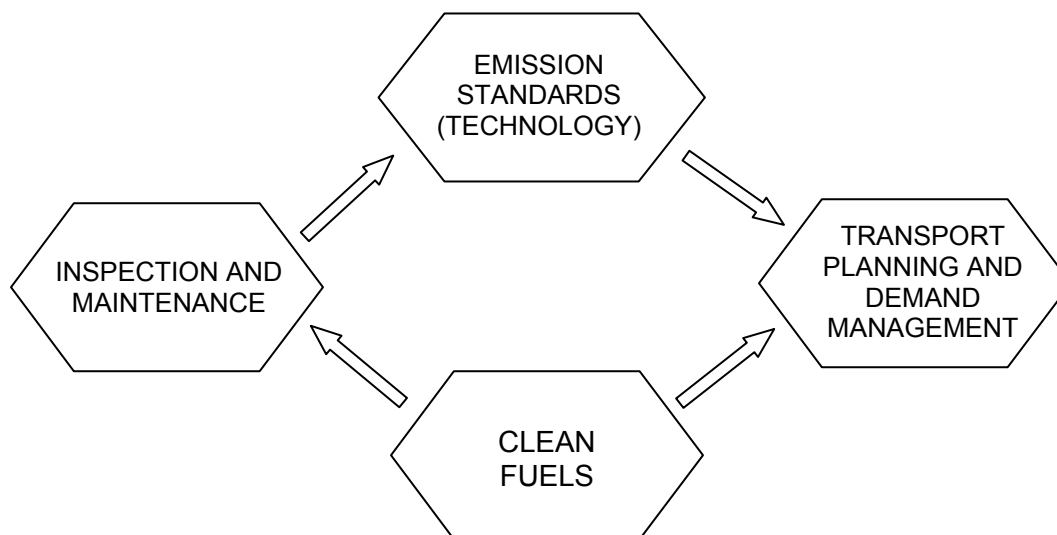 EMISSION
STANDARDS
(TECHNOLOGY)
INSPECTION AND
MAINTENANCE
TRANSPORT
PLANNING AND
DEMAND
MANAGEMENT
CLEAN
FUELS